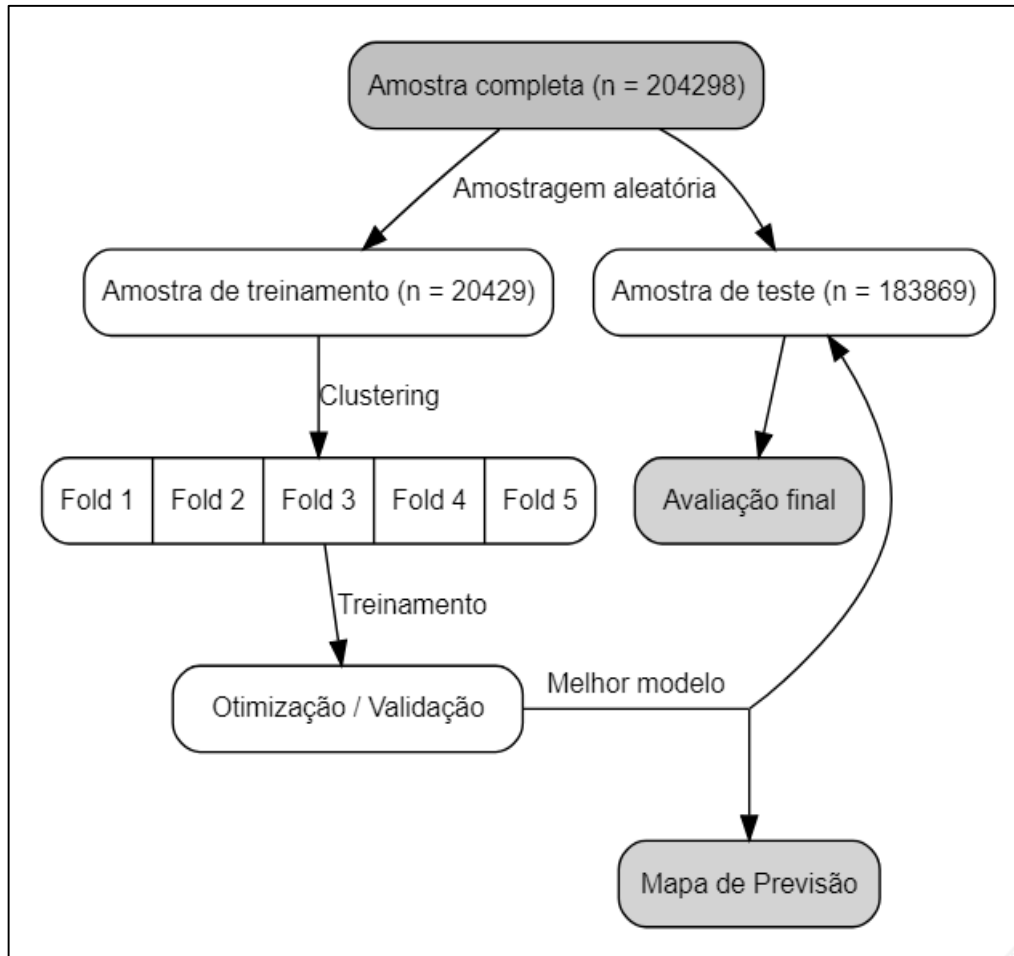 Amostra completa (n = 204298)
Amostragem aleatória
Amostra de treinamento (n = 20429)
Amostra de teste (n = 183869)
Clustering
Fold 1
Fold 2
Fold 3
Fold 4
Fold 5
Avaliação final
Treinamento
Otimização / Validação
Melhor modelo
Mapa de Previsão